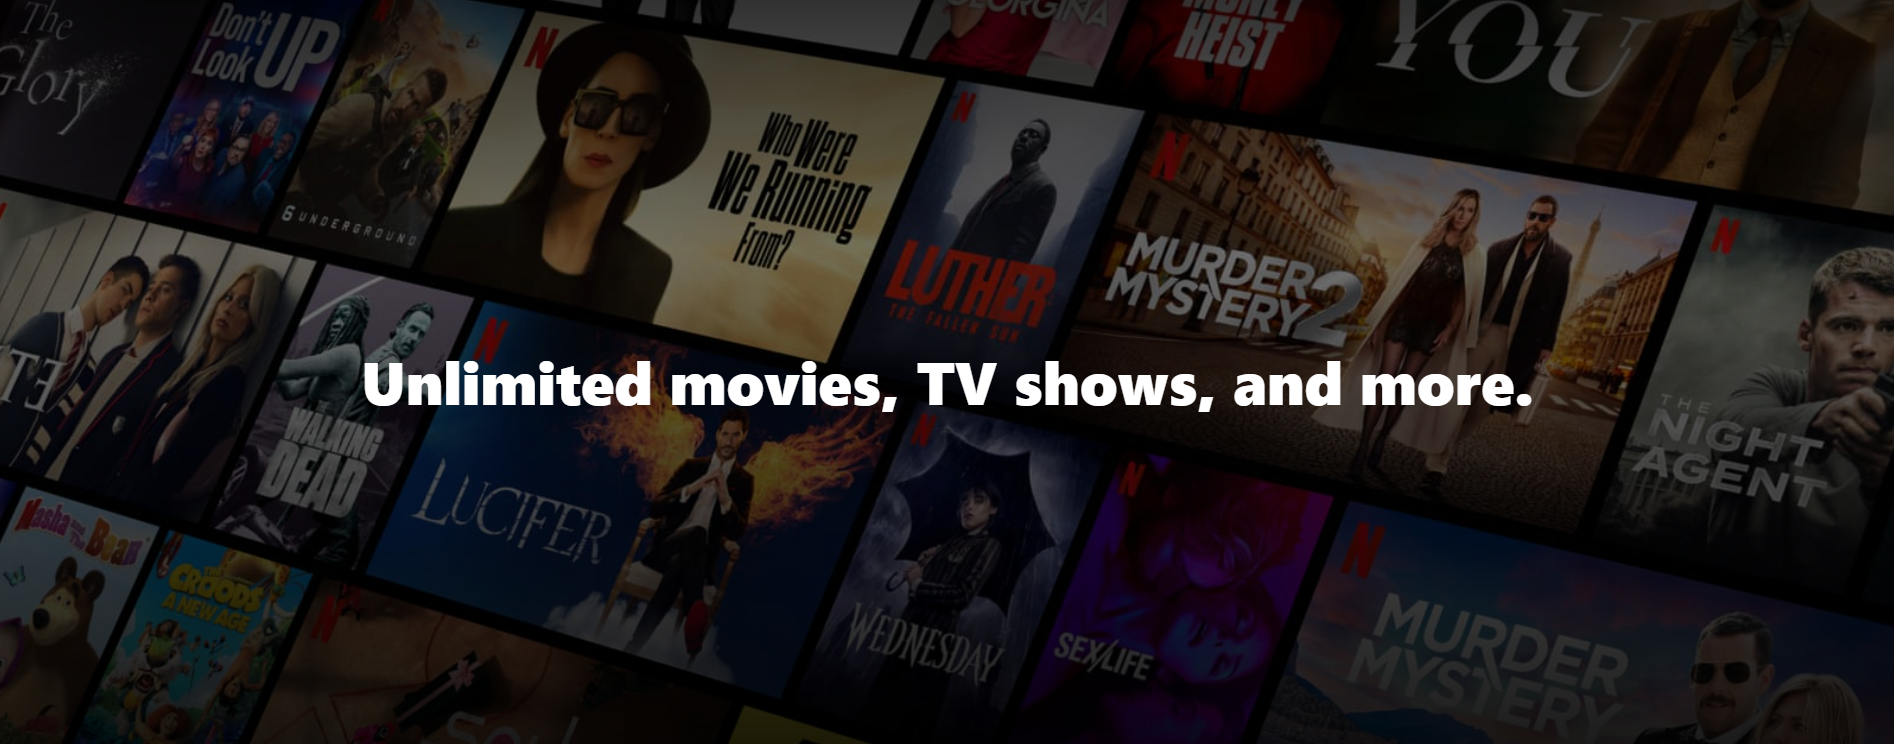 The
Glory
Don't
Look UP
6 UNDERGROUND
N
Who Were
We Running
From?
GEORGINA
MONEY
HEIST
YOU
N
LUTHER
THE FALLEN SUN
N
MURDER
MYSTERY 2
N
THE
NIGHT
AGENT
N
WALKING
DEAD
N
LUCIFER
Unlimited movies, TV shows, and more.
N
WEDNESDAY
N
SEX/LIFE
N
MURDER
MYSTERY
Masha and The Bear
THE
CROODS
A NEW AGE
N